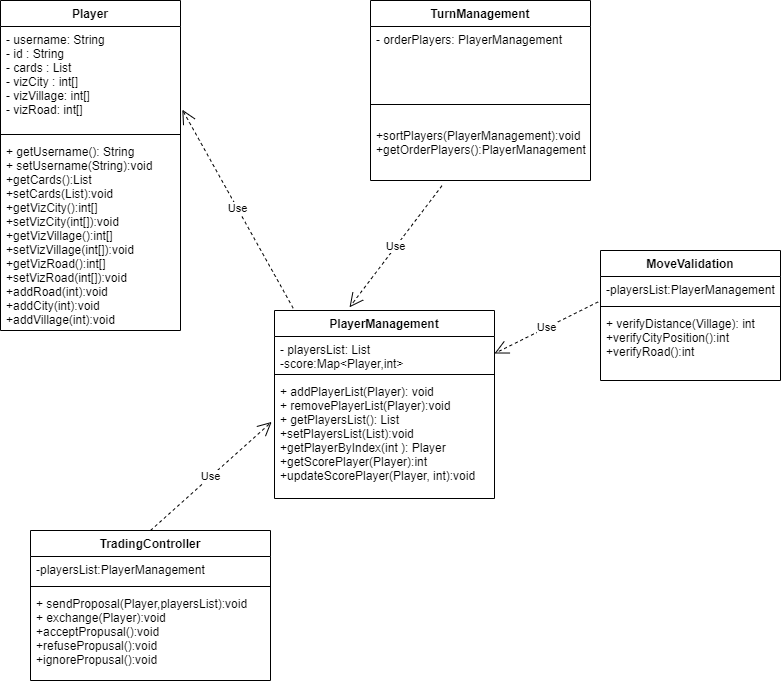 Player
- username: String
- id : String
- cards : List
- vizCity : int[]
- vizVillage: int[]
- vizRoad: int[]
+ getUsername(): String
+ setUsername(String):void
+getCards():List
+setCards(List):void
+getVizCity():int[]
+setVizCity(int[]):void
+getVizVillage():int[]
+setVizVillage(int[]):void
+getVizRoad():int[]
+setVizRoad(int[]):void
+addRoad(int):void
+addCity(int):void
+addVillage(int):void
TurnManagement
- orderPlayers: PlayerManagement
+sortPlayers(PlayerManagement):void
+getOrderPlayers():PlayerManagement
Use
Use
MoveValidation
-playersList:PlayerManagement
+ verifyDistance(Village): int
+verifyCityPosition():int
+verifyRoad():int
Use
PlayerManagement
- playersList: List
-score:Map<Player,int>
+ addPlayerList(Player): void
+ removePlayerList(Player):void
+ getPlayersList(): List
+setPlayersList(List):void
+getPlayerByIndex(int ): Player
+getScorePlayer(Player):int
+updateScorePlayer(Player, int):void
Use
TradingController
-playersList:PlayerManagement
+ sendProposal(Player,playersList):void
+ exchange(Player):void
+acceptPropusal():void
+refusePropusal():void
+ignorePropusal():void